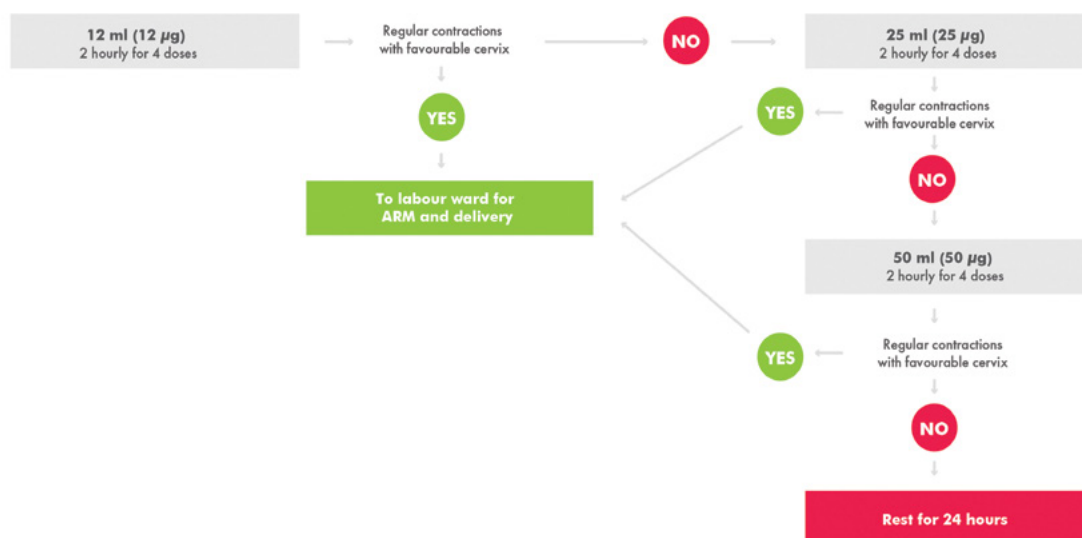 12 ml (12 µg)
2 hourly for 4 doses
Regular contractions
with favourable cervix
NO
25 ml (25 µg)
2 hourly for 4 doses
YES
YES
Regular contractions
with favourable cervix
NO
To labour ward for
ARM and delivery
50 ml (50 µg)
2 hourly for 4 doses
YES
Regular contractions
with favourable cervix
NO
Rest for 24 hours